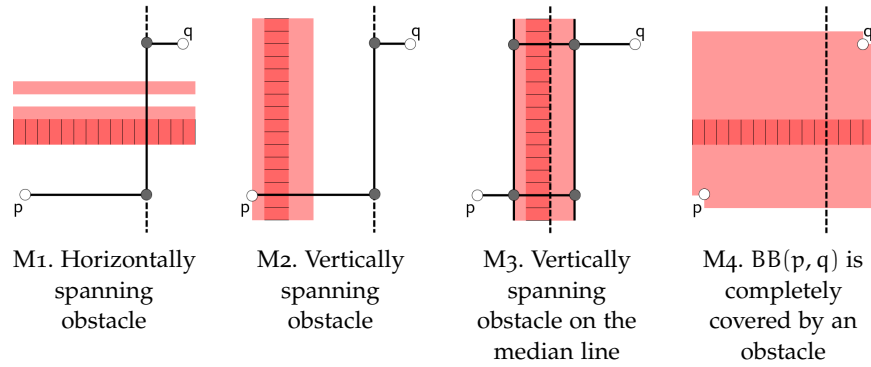 q
p
M1. Horizontally
spanning
obstacle
q
p
M2. Vertically
spanning
obstacle
q
p
M3. Vertically
spanning
obstacle on the
median line
q
p
M4. BB(p, q) is
completely
covered by an
obstacle